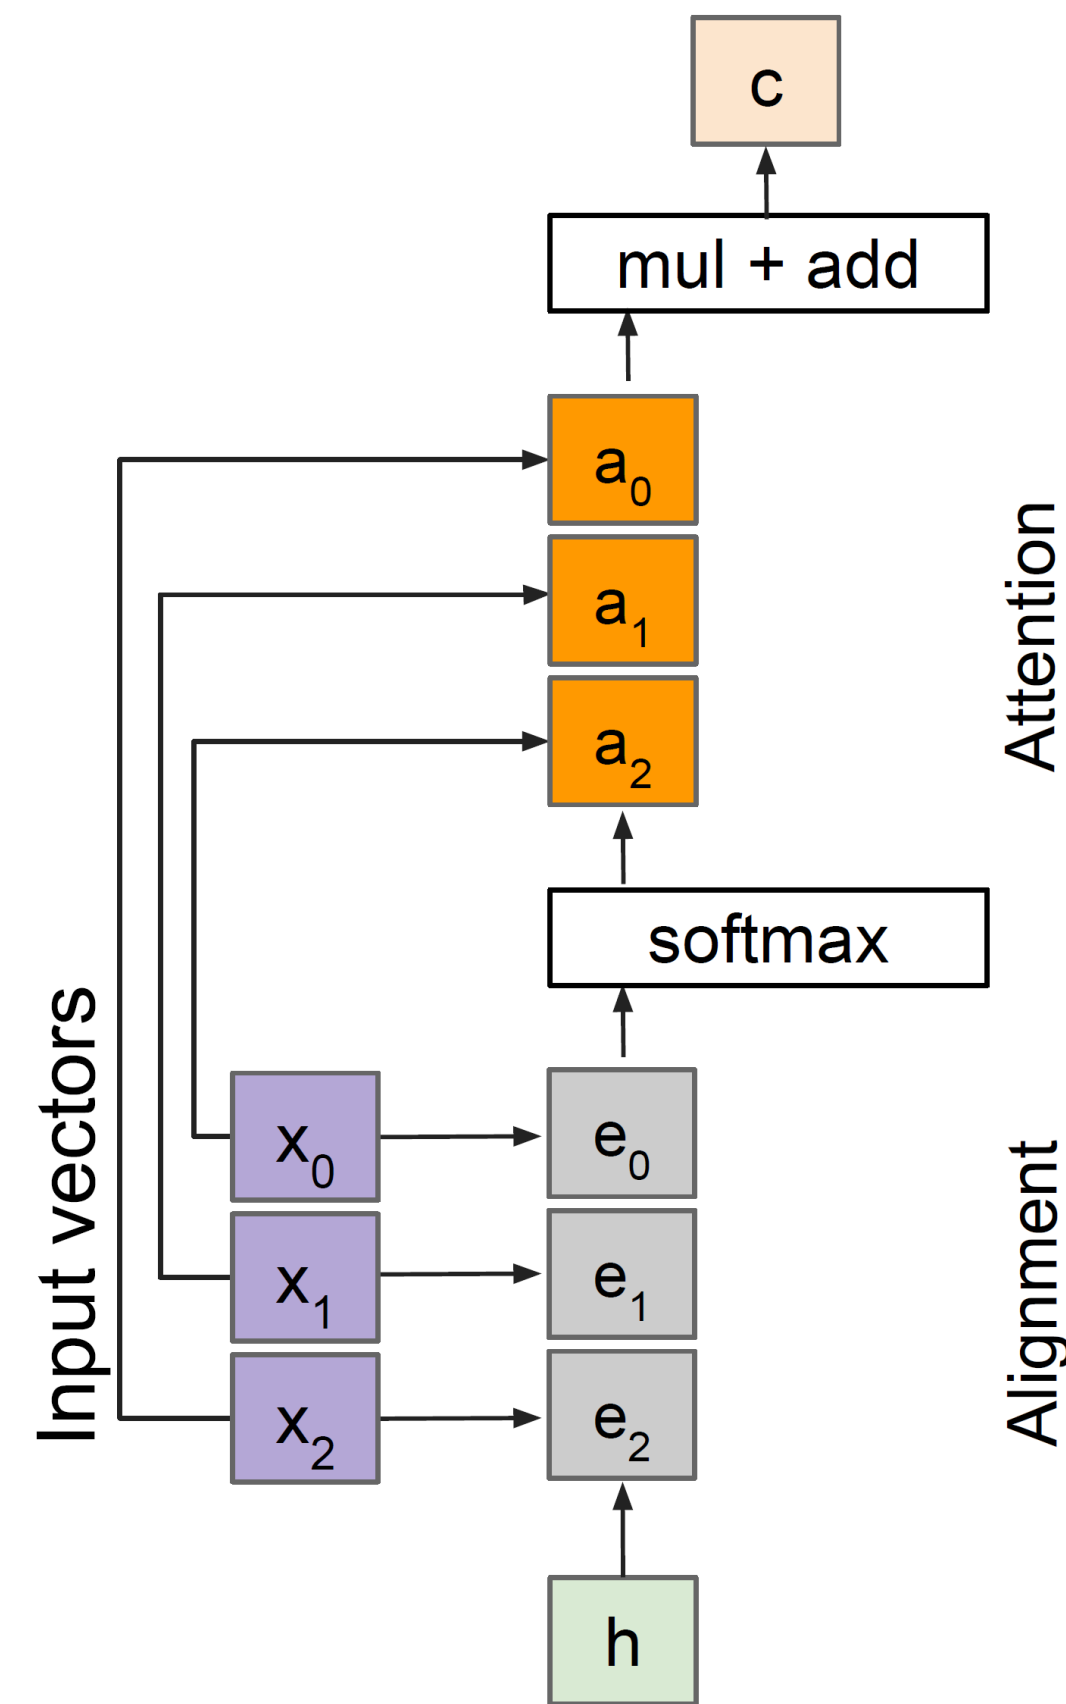 c
mul + add
a0
a1
a2
Attention
softmax
Input vectors
x0
e0
x1
e1
x2
e2
Alignment
h